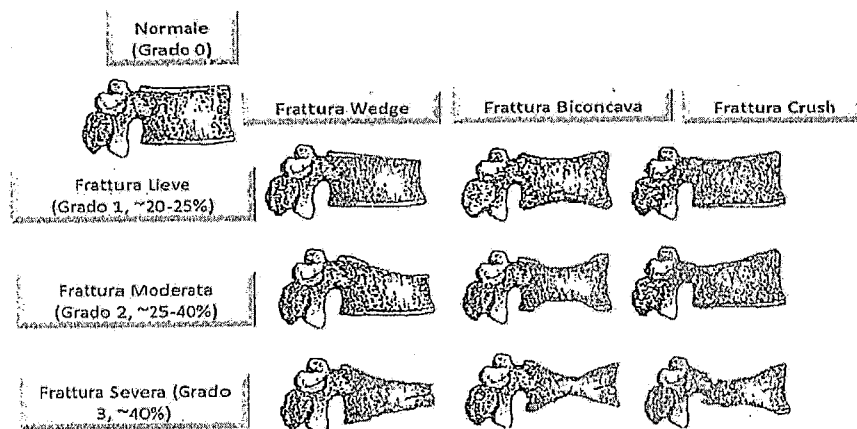 Normale
(Grado 0)
Frattura Wedge
Frattura Biconcava
Frattura Crush
Frattura Lieve
(Grado 1, ~20-25%)
Frattura Moderata
(Grado 2, ~25-40%)
Frattura Severa (Grado
3, ~40%)